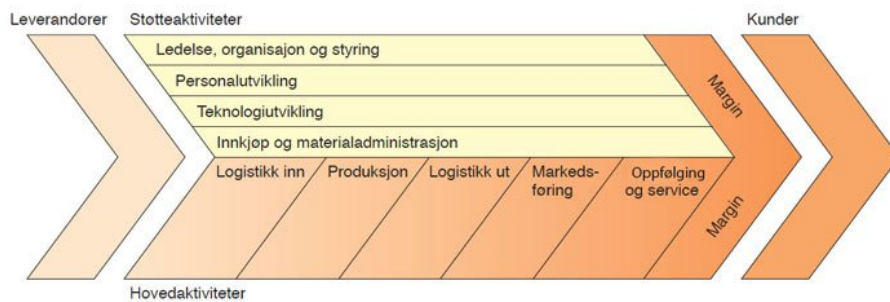 Leverandører
Støtteaktiviteter
Kunder
Ledelse, organisajon og styring
Personalutvikling
Teknologiutvikling
Innkjøp og materialadministrasjon
Margin
Logistikk inn
Produksjon
Logistikk ut
Markeds-
føring
Oppfølging
og service
Margin
Hovedaktiviteter